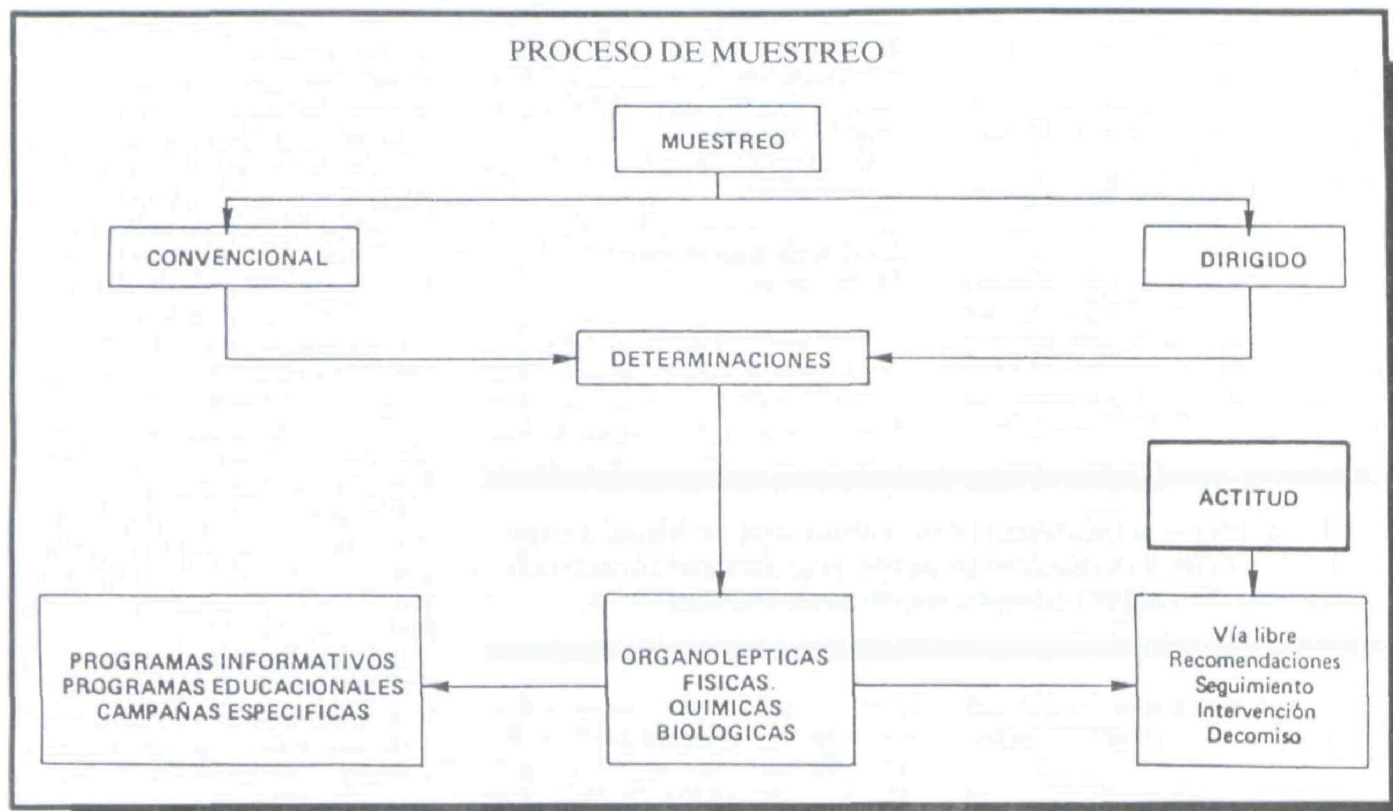 PROCESO DE MUESTREO
MUESTREO
CONVENCIONAL
DIRIGIDO
DETERMINACIONES
ACTITUD
PROGRAMAS INFORMATIVOS
PROGRAMAS EDUCACIONALES
CAMPAÑAS ESPECIFICAS
ORGANOLEPTICAS
FISICAS.
QUIMICAS
BIOLOGICAS
Vía libre
Recomendaciones
Seguimiento
Intervención
Decomiso